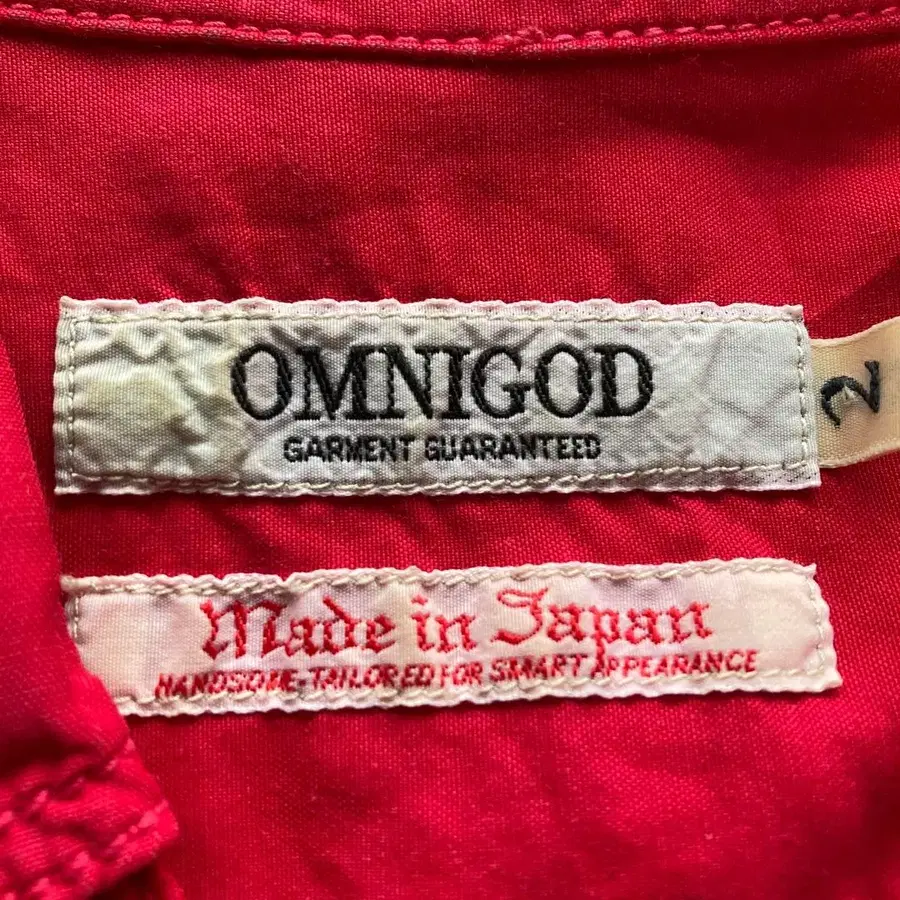 OMNIGOD
GARMENT GUARANTEED
2
Made in Japan
HANDSOME-TAILORED FOR SMART APPEARANCE